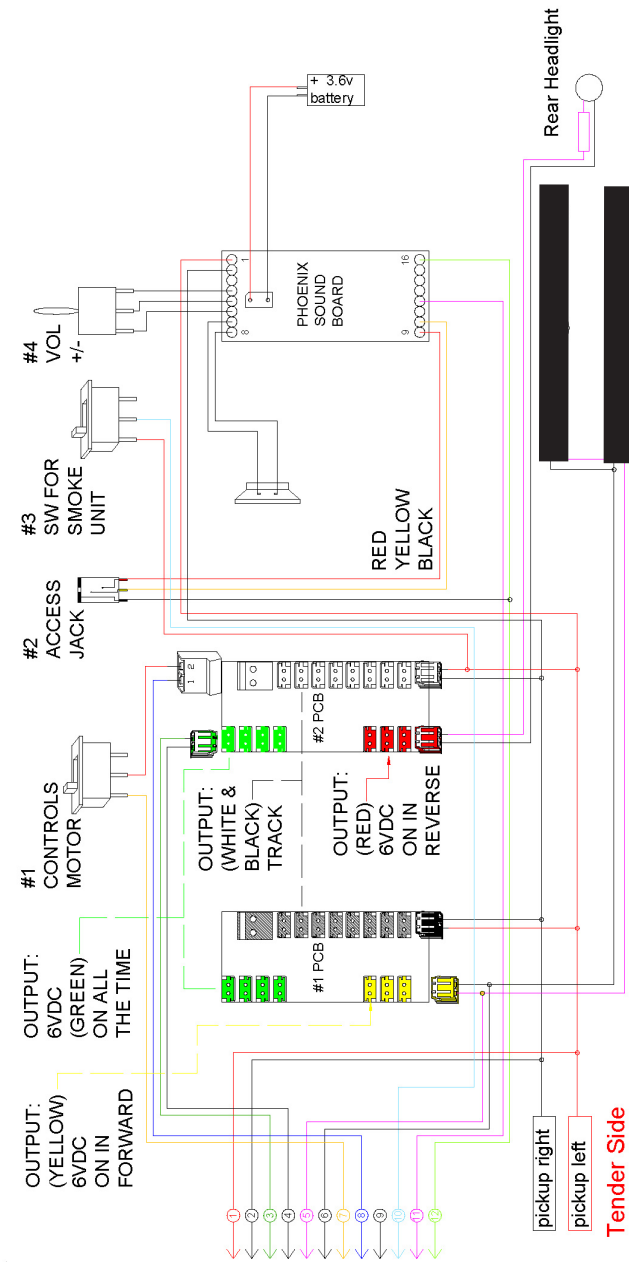 OUTPUT:
(YELLOW)
6VDC
ON IN
FORWARD
OUTPUT:
6VDC
(GREEN)
ON ALL
THE TIME
#1
CONTROLS
MOTOR
#2
ACCESS
JACK
#3
SW FOR
SMOKE
UNIT
#4
VOL
+/-
+ 3.6v
battery
1
8
PHOENIX
SOUND
BOARD
16
9
RED
YELLOW
BLACK
1 2
#2 PCB
OUTPUT:
(WHITE &
BLACK)
TRACK
OUTPUT:
(RED)
6VDC
ON IN
REVERSE
#1 PCB
Rear Headlight
1
2
3
4
5
6
7
8
9
10
11
12
pickup right
pickup left
Tender Side